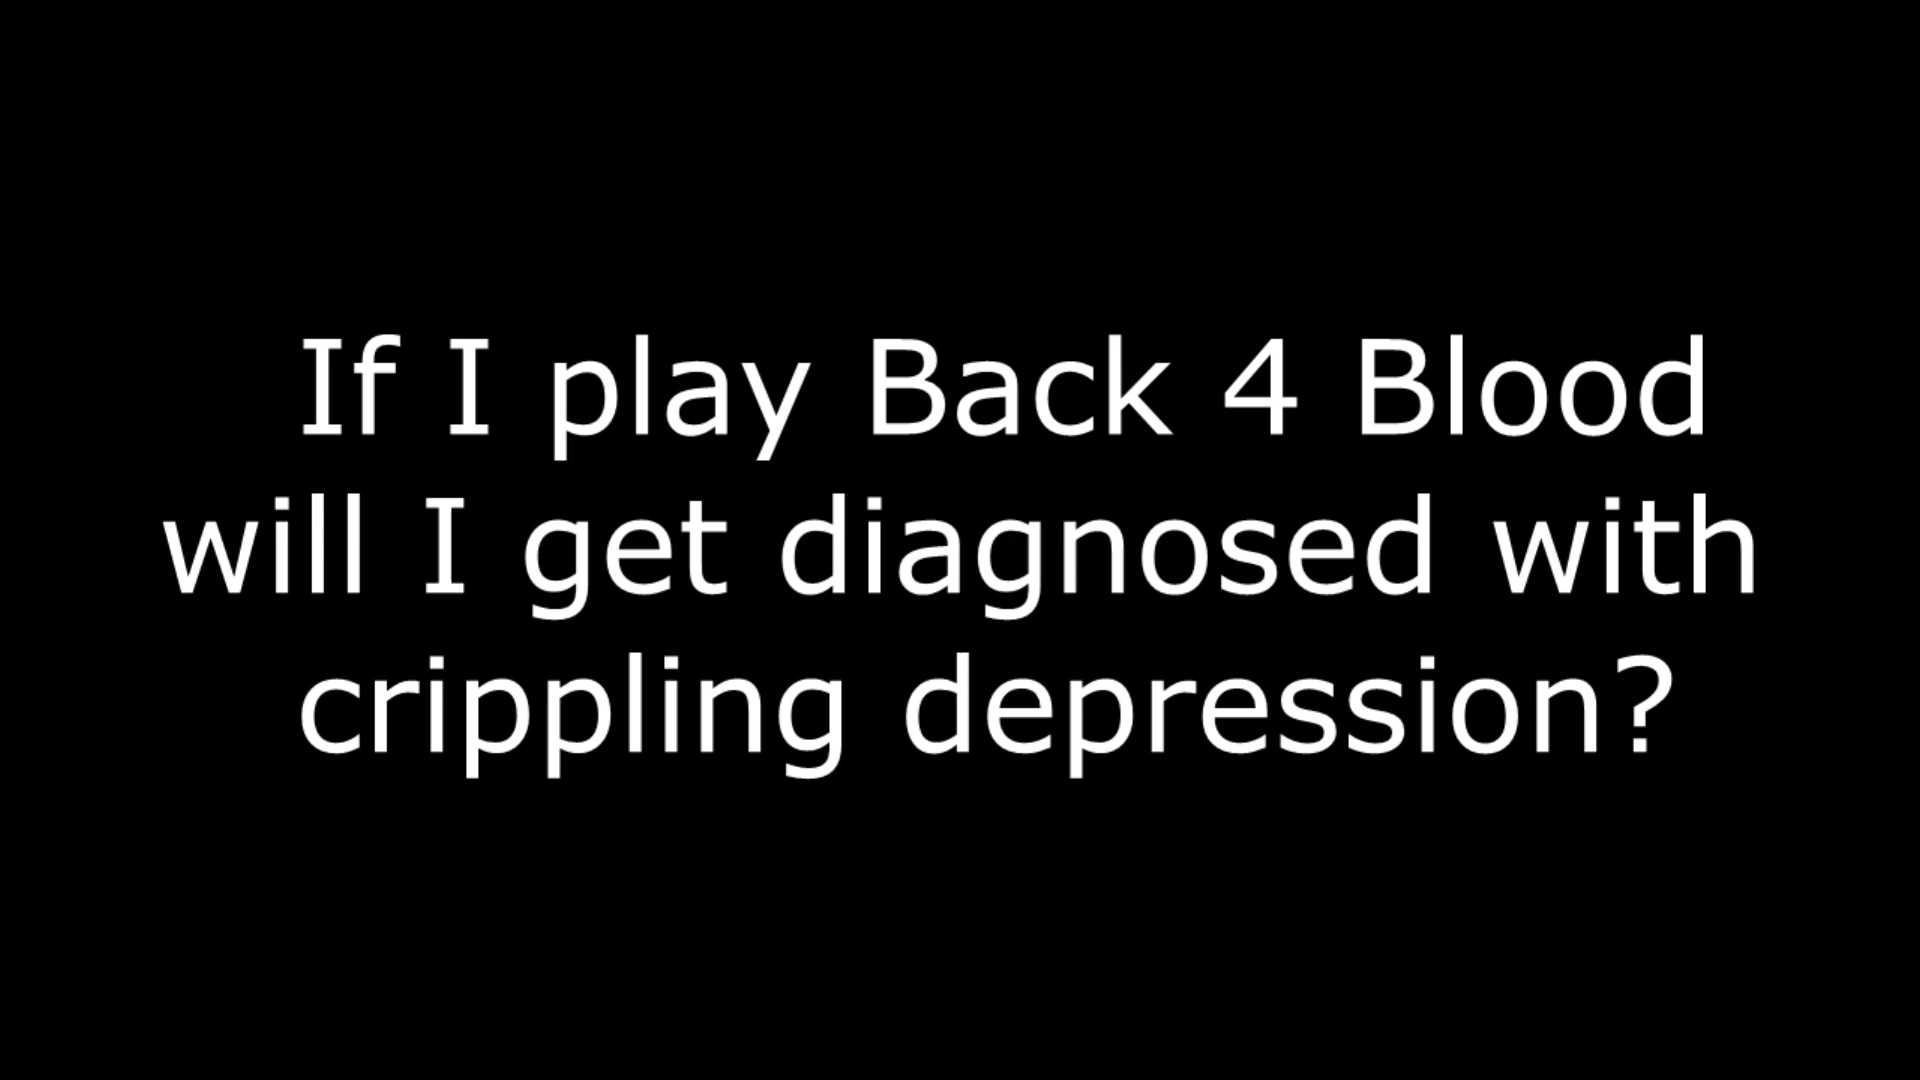 If I play Back 4 Blood
will I get diagnosed with
crippling depression?